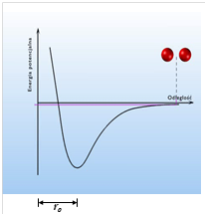 Energia potencjalna
Odległość
r₀